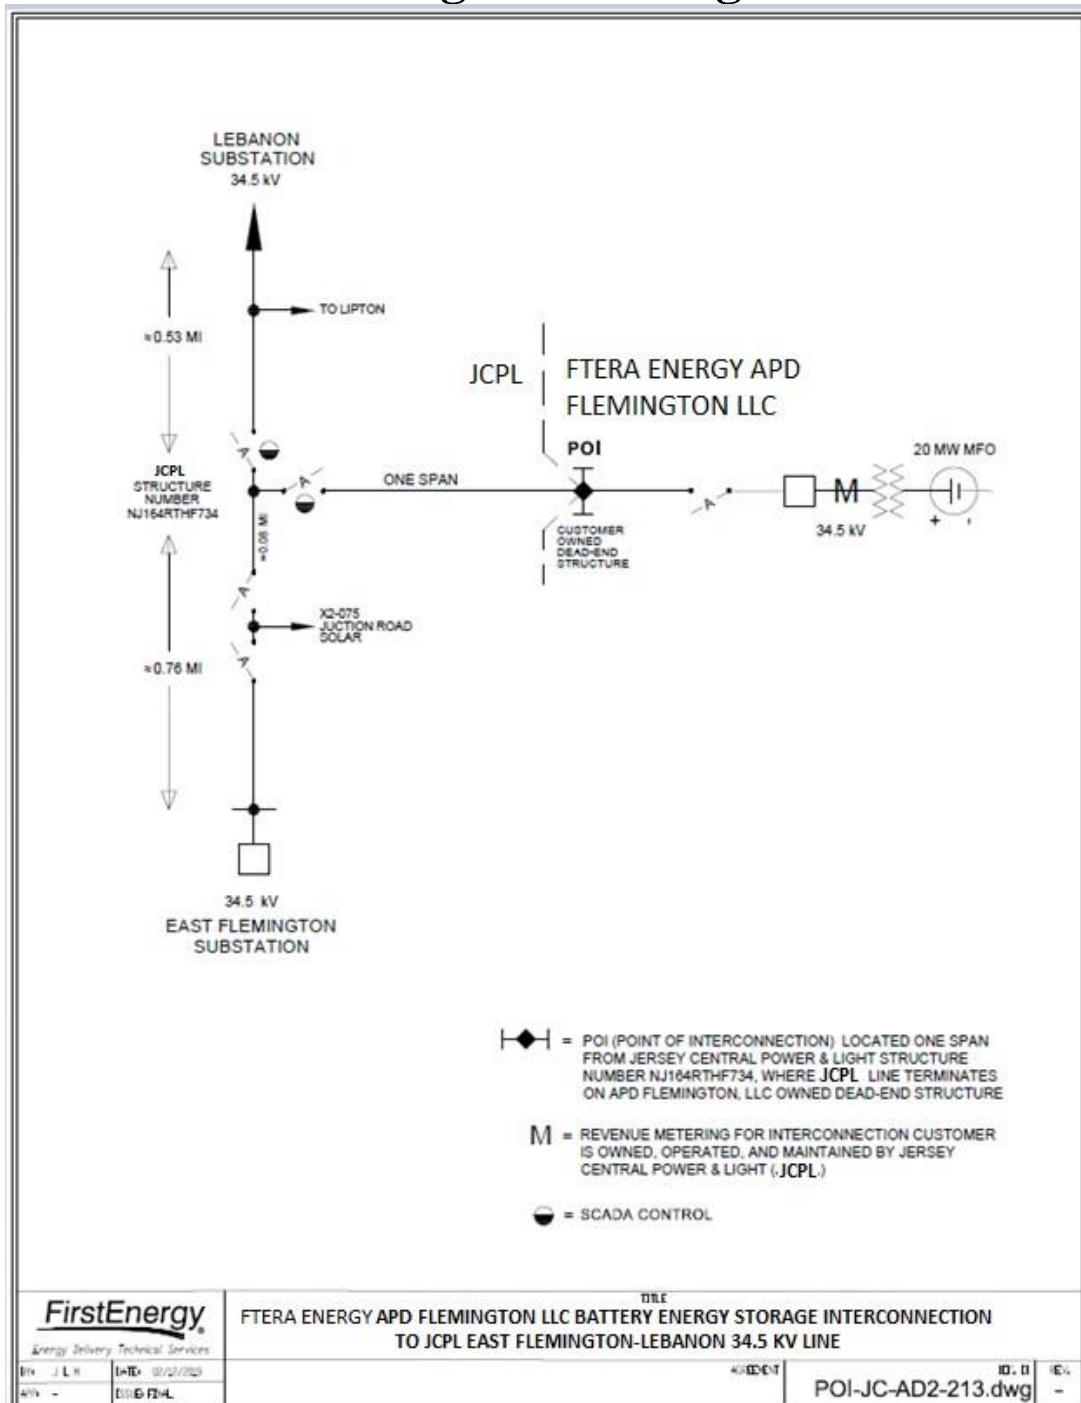 LEBANON
SUBSTATION
34.5 kV
TO LIPTON
≈0.53 MI
JCPL
FTERA ENERGY APD
FLEMINGTON LLC
POI
20 MW MFO
A
A
ONE SPAN
JCPL
STRUCTURE
NUMBER
NJ164RTHF734
A
M
34.5 kV
+ -
CUSTOMER
OWNED
DEAD-END
STRUCTURE
≈0.08 MI
A
X2-075
JUCTION ROAD
SOLAR
A
≈0.76 MI
34.5 kV
EAST FLEMINGTON
SUBSTATION
= POI (POINT OF INTERCONNECTION) LOCATED ONE SPAN
FROM JERSEY CENTRAL POWER & LIGHT STRUCTURE
NUMBER NJ164RTHF734, WHERE JCPL LINE TERMINATES
ON APD FLEMINGTON, LLC OWNED DEAD-END STRUCTURE
M = REVENUE METERING FOR INTERCONNECTION CUSTOMER
IS OWNED, OPERATED, AND MAINTAINED BY JERSEY
CENTRAL POWER & LIGHT (.JCPL.)
= SCADA CONTROL
FirstEnergy
Energy Delivery Technical Services
TITLE
FTERA ENERGY APD FLEMINGTON LLC BATTERY ENERGY STORAGE INTERCONNECTION
TO JCPL EAST FLEMINGTON-LEBANON 34.5 KV LINE
DATE:
AGREEMENT
REV.
POI-JC-AD2-213.dwg
-